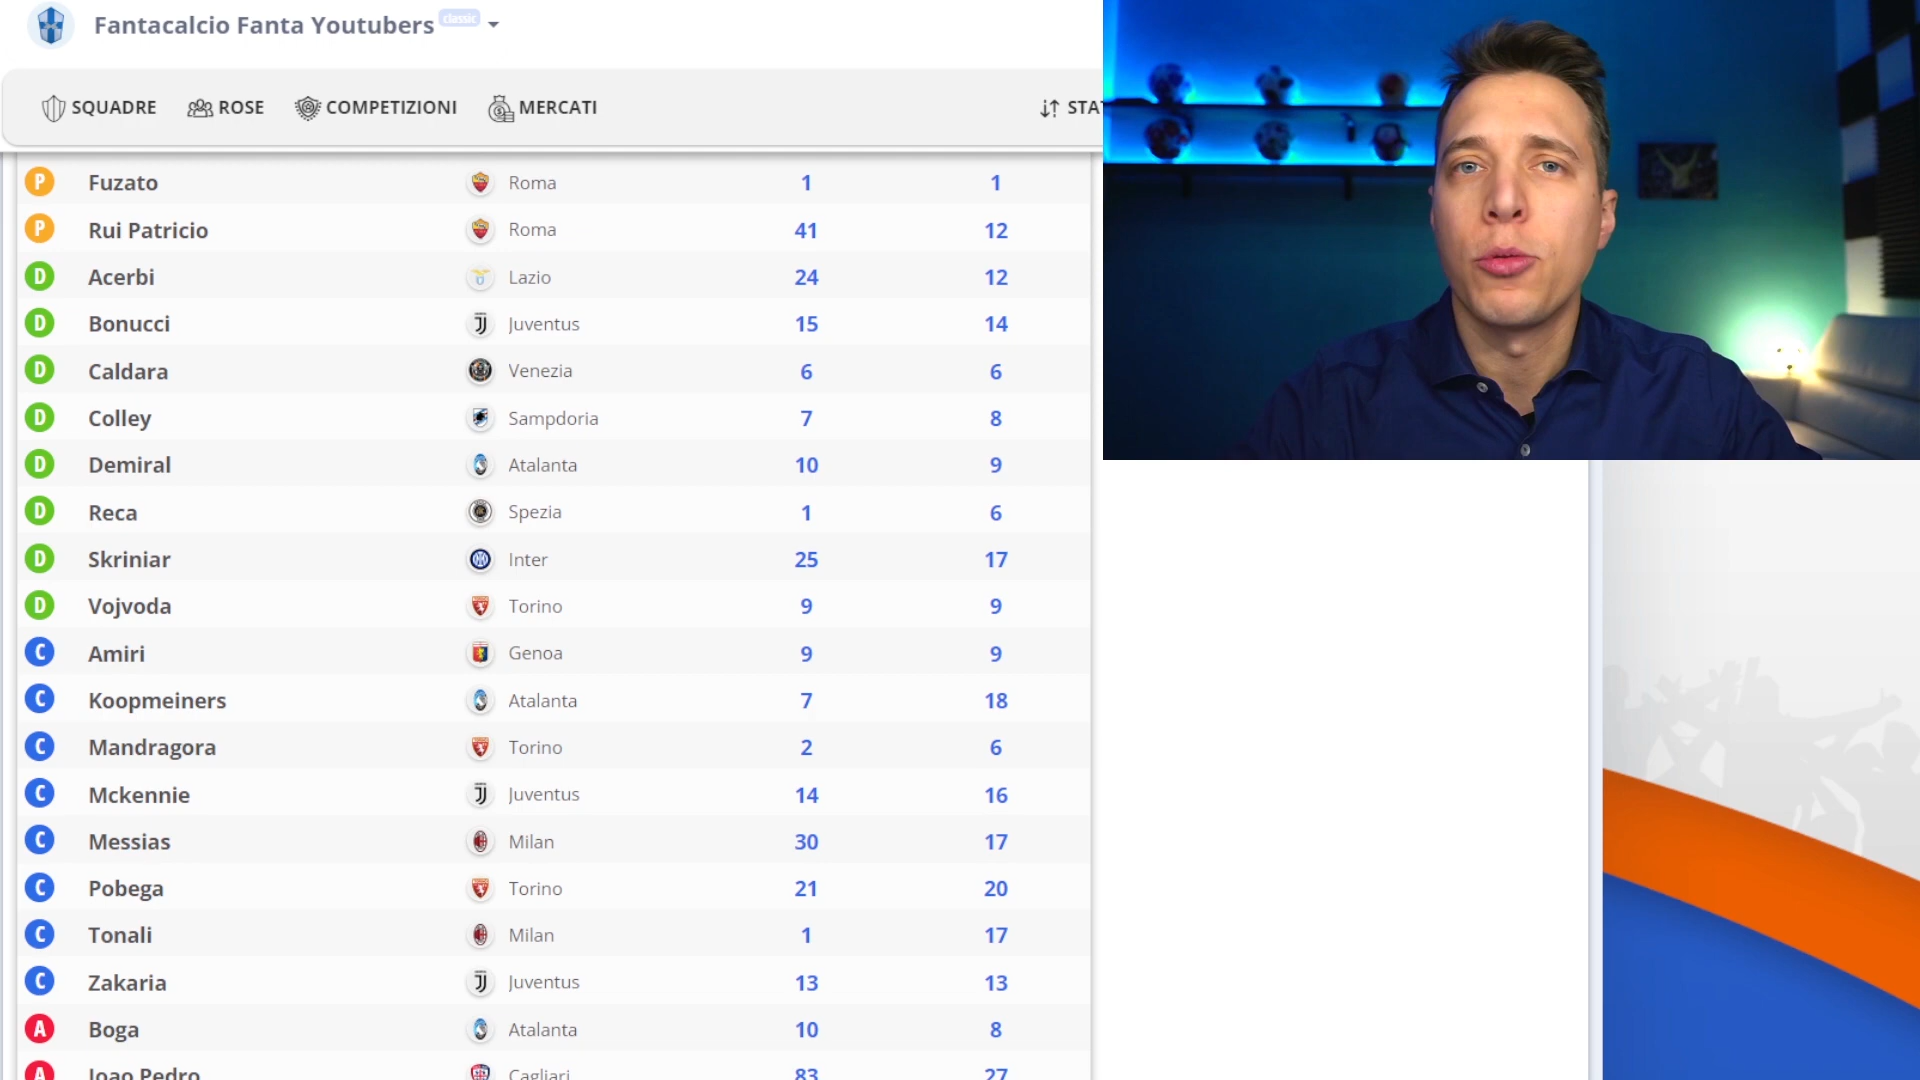 Fantacalcio Fanta Youtubers classic
SQUADRE ROSE COMPETIZIONI MERCATI STA
P Fuzato Roma 1 1
P Rui Patricio Roma 41 12
D Acerbi Lazio 24 12
D Bonucci Juventus 15 14
D Caldara Venezia 6 6
D Colley Sampdoria 7 8
D Demiral Atalanta 10 9
D Reca Spezia 1 6
D Skriniar Inter 25 17
D Vojvoda Torino 9 9
C Amiri Genoa 9 9
C Koopmeiners Atalanta 7 18
C Mandragora Torino 2 6
C Mckennie Juventus 14 16
C Messias Milan 30 17
C Pobega Torino 21 20
C Tonali Milan 1 17
C Zakaria Juventus 13 13
A Boga Atalanta 10 8
A Joao Pedro Cagliari 83 27